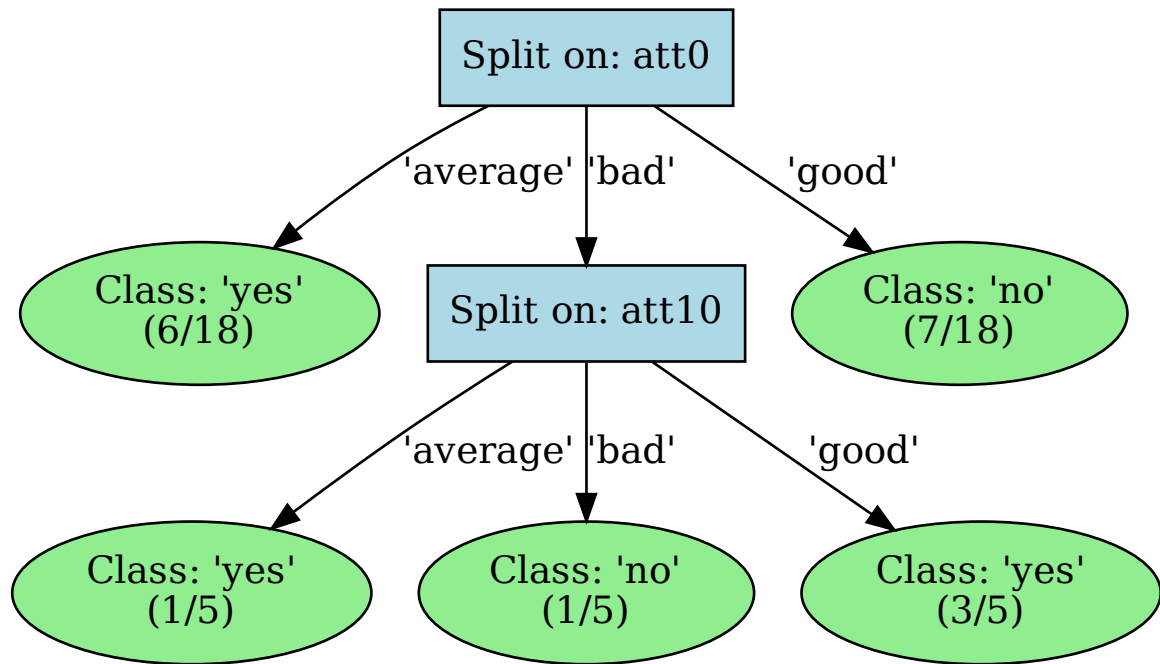 Split on: att0
'average'
'bad'
'good'
Class: 'yes'
(6/18)
Split on: att10
Class: 'no'
(7/18)
'average'
'bad'
'good'
Class: 'yes'
(1/5)
Class: 'no'
(1/5)
Class: 'yes'
(3/5)